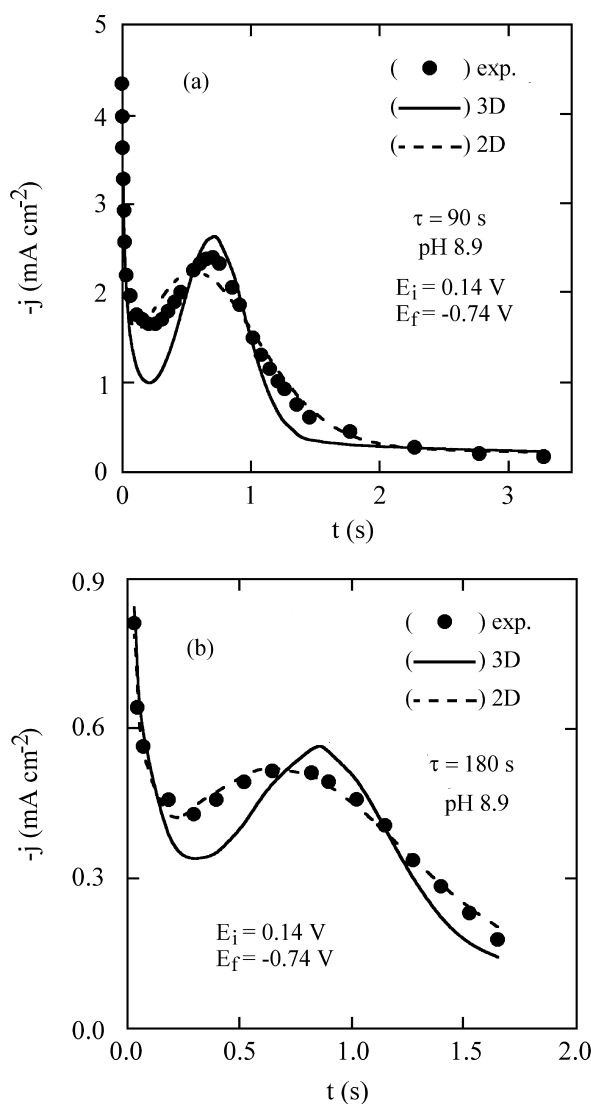 5
4
3
2
1
0
-j (mA cm-2)
(a)
( ● ) exp.
(——) 3D
(- - - -) 2D
τ = 90 s
pH 8.9
Ei = 0.14 V
Ef = -0.74 V
0 1 2 3
t (s)
0.9
0.6
0.3
0.0
-j (mA cm-2)
(b)
( ● ) exp.
(——) 3D
(- - - -) 2D
τ = 180 s
pH 8.9
Ei = 0.14 V
Ef = -0.74 V
0.0 0.5 1.0 1.5 2.0
t (s)